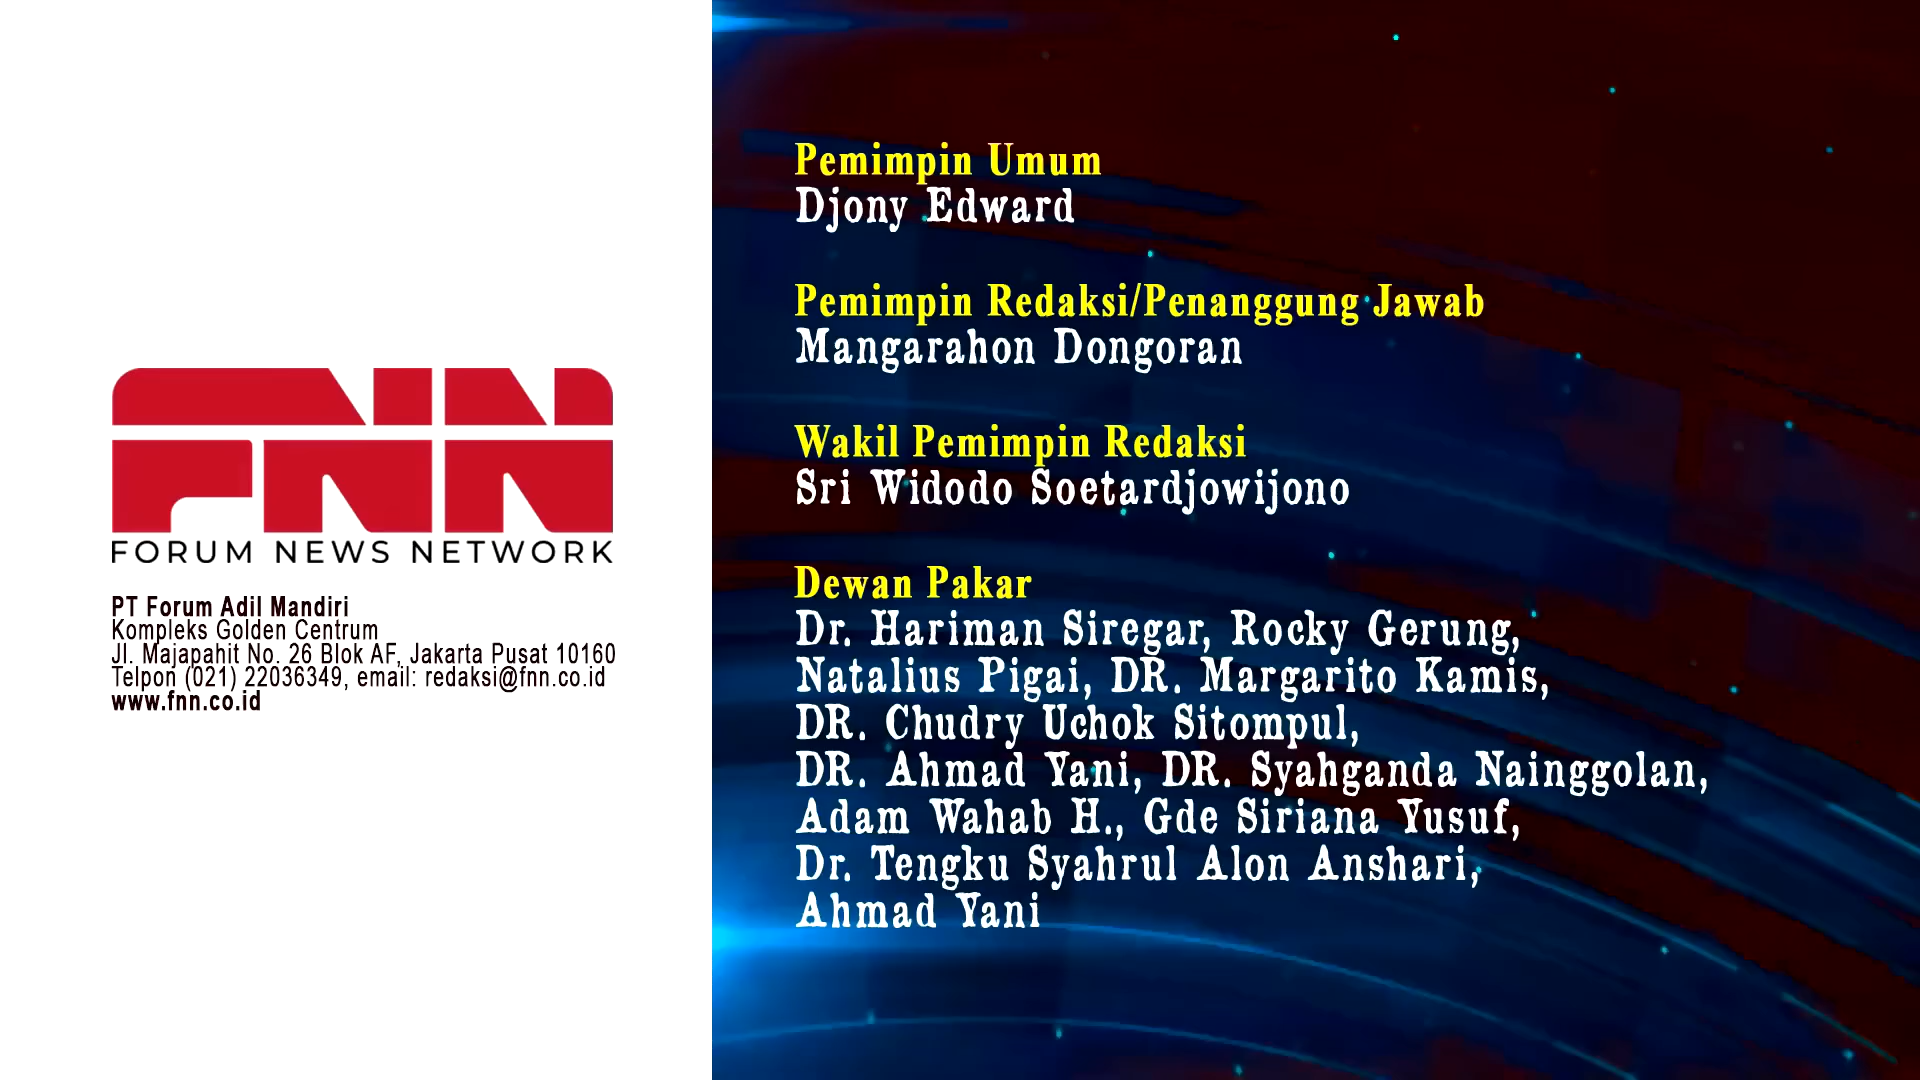 FNN
FORUM NEWS NETWORK
PT Forum Adil Mandiri
Kompleks Golden Centrum
Jl. Majapahit No. 26 Blok AF, Jakarta Pusat 10160
Telpon (021) 22036349, email: redaksi@fnn.co.id
www.fnn.co.id
Pemimpin Umum
Djony Edward
Pemimpin Redaksi/Penanggung Jawab
Mangarahon Dongoran
Wakil Pemimpin Redaksi
Sri Widodo Soetardjowijono
Dewan Pakar
Dr. Hariman Siregar, Rocky Gerung,
Natalius Pigai, DR. Margarito Kamis,
DR. Chudry Uchok Sitompul,
DR. Ahmad Yani, DR. Syahganda Nainggolan,
Adam Wahab H., Gde Siriana Yusuf,
Dr. Tengku Syahrul Alon Anshari,
Ahmad Yani